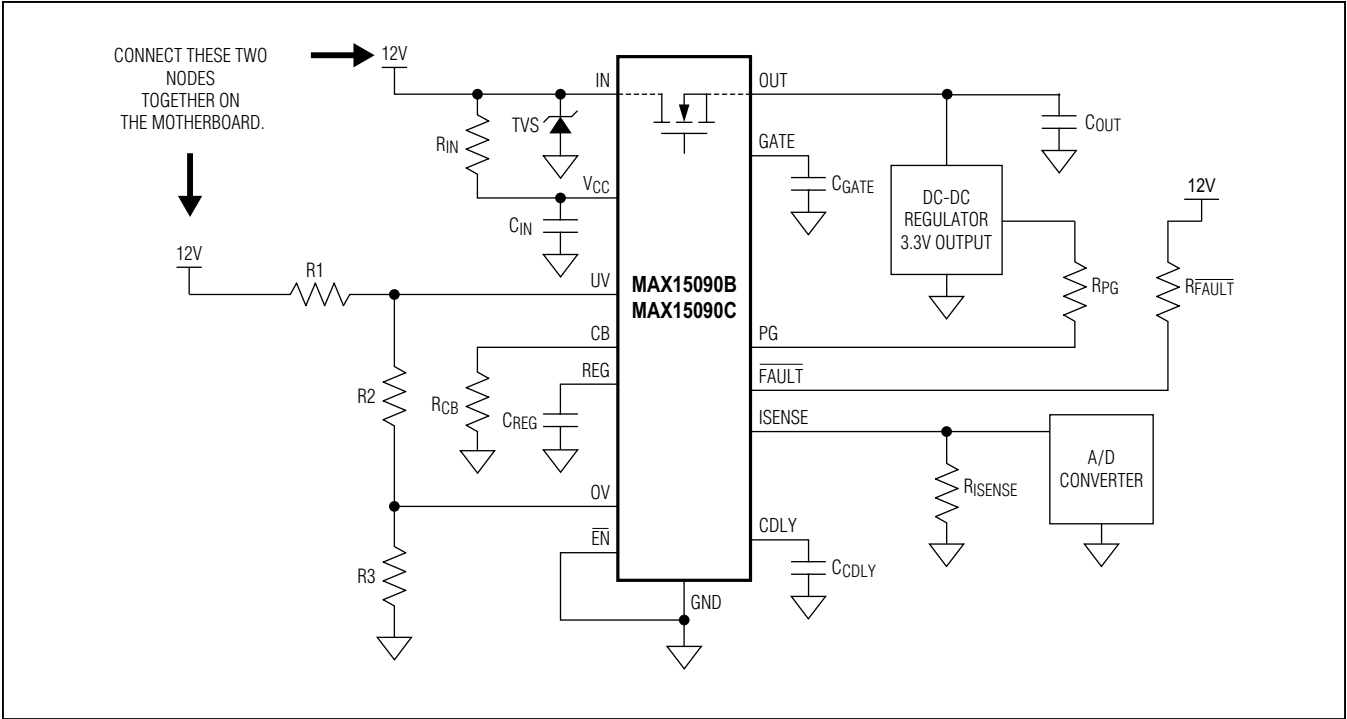 CONNECT THESE TWO
NODES
TOGETHER ON
THE MOTHERBOARD.
12V
IN
OUT
TVS
RIN
COUT
GATE
CGATE
VCC
CIN
DC-DC
REGULATOR
3.3V OUTPUT
12V
12V
R1
UV
MAX15090B
MAX15090C
RPG
RFAULT
CB
PG
REG
FAULT
R2
RCB
CREG
ISENSE
A/D
CONVERTER
RISENSE
OV
EN
CDLY
CCDLY
R3
GND